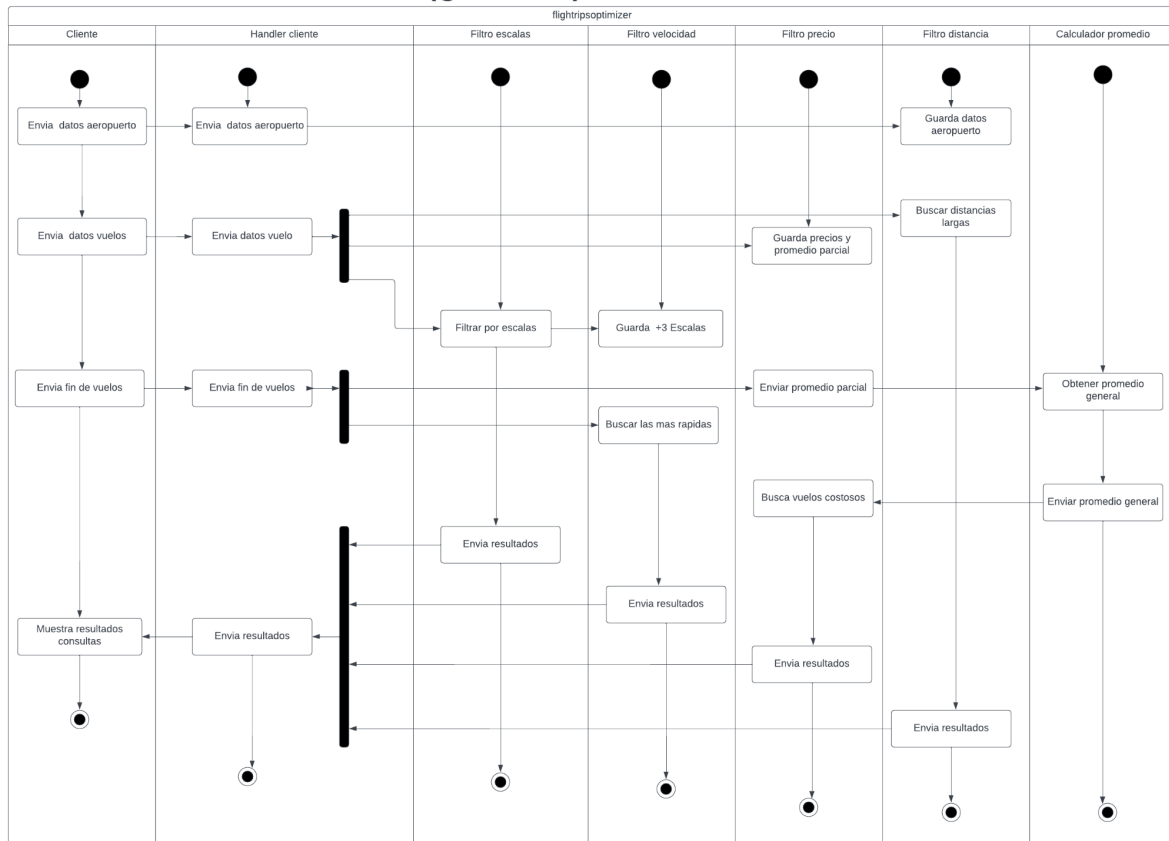 flightripsoptimizer
Cliente
Handler cliente
Filtro escalas
Filtro velocidad
Filtro precio
Filtro distancia
Calculador promedio
Envia datos aeropuerto
Envia datos aeropuerto
Guarda datos
aeropuerto
Envia datos vuelos
Envia datos vuelo
Guarda precios y
promedio parcial
Buscar distancias
largas
Filtrar por escalas
Guarda +3 Escalas
Envia fin de vuelos
Envia fin de vuelos
Enviar promedio parcial
Obtener promedio
general
Buscar las mas rapidas
Busca vuelos costosos
Enviar promedio general
Envia resultados
Envia resultados
Muestra resultados
consultas
Envia resultados
Envia resultados
Envia resultados